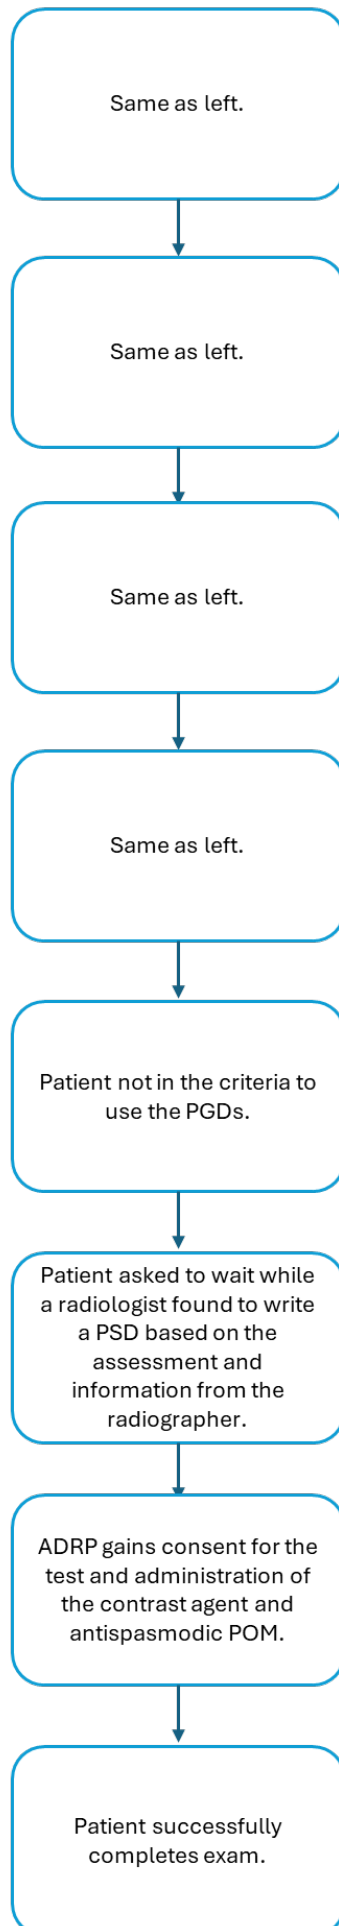 Same as left.
Same as left.
Same as left.
Same as left.
Patient not in the criteria to
use the PGDs.
Patient asked to wait while
a radiologist found to write
a PSD based on the
assessment and
information from the
radiographer.
ADRP gains consent for the
test and administration of
the contrast agent and
antispasmodic POM.
Patient successfully
completes exam.